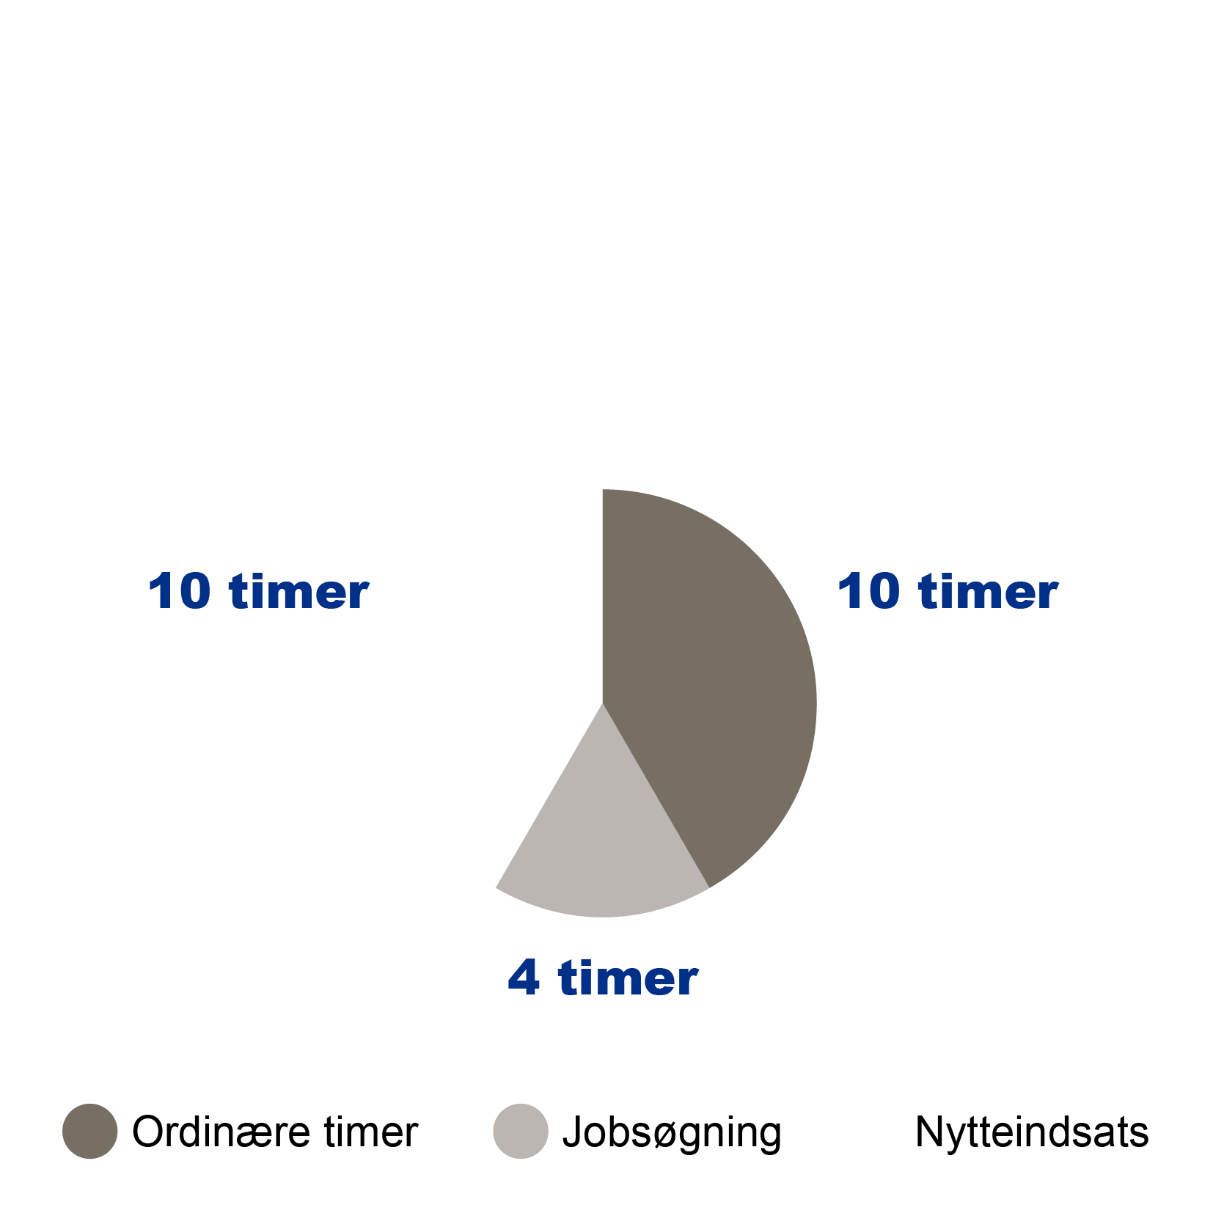 10 timer
10 timer
4 timer
Ordinære timer
Jobsøgning
Nytteindsats